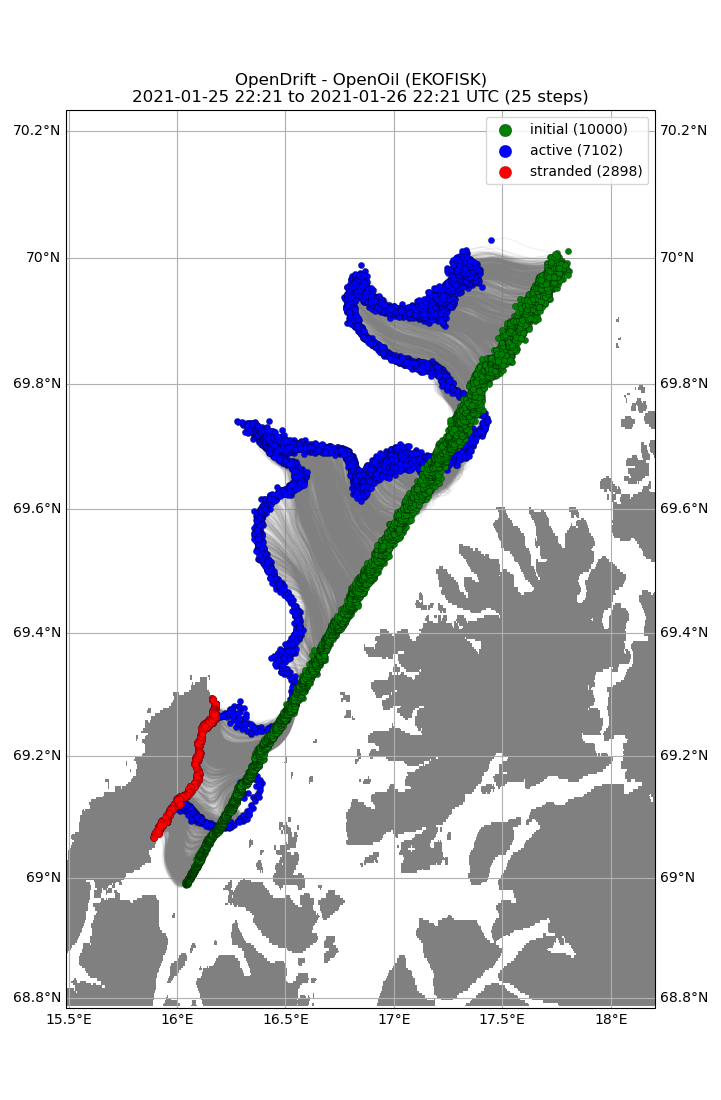 OpenDrift - OpenOil (EKOFISK)
2021-01-25 22:21 to 2021-01-26 22:21 UTC (25 steps)
initial (10000)
active (7102)
stranded (2898)
70.2°N 70.2°N
70°N 70°N
69.8°N 69.8°N
69.6°N 69.6°N
69.4°N 69.4°N
69.2°N 69.2°N
69°N 69°N
68.8°N 68.8°N
15.5°E 16°E 16.5°E 17°E 17.5°E 18°E